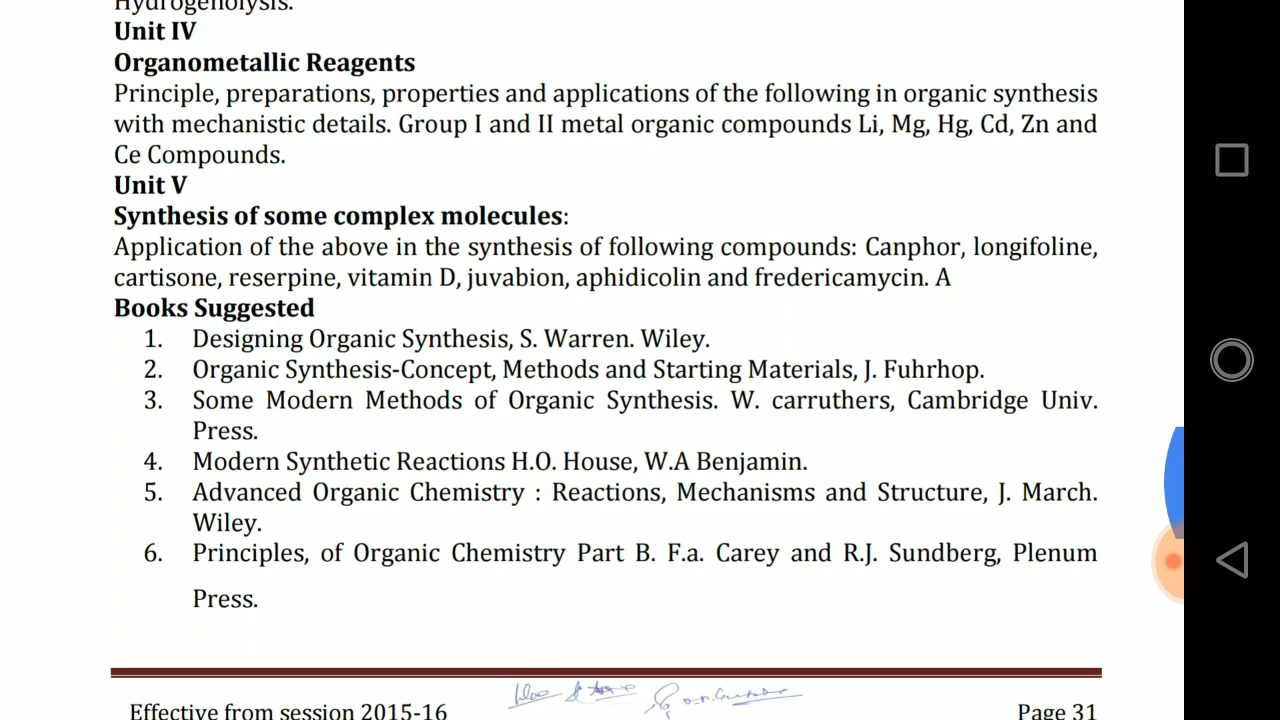 Hydrogenolysis.
Unit IV
Organometallic Reagents
Principle, preparations, properties and applications of the following in organic synthesis
with mechanistic details. Group I and II metal organic compounds Li, Mg, Hg, Cd, Zn and
Ce Compounds.
Unit V
Synthesis of some complex molecules:
Application of the above in the synthesis of following compounds: Canphor, longifoline,
cartisone, reserpine, vitamin D, juvabion, aphidicolin and fredericamycin. A
Books Suggested
1. Designing Organic Synthesis, S. Warren. Wiley.
2. Organic Synthesis-Concept, Methods and Starting Materials, J. Fuhrhop.
3. Some Modern Methods of Organic Synthesis. W. carruthers, Cambridge Univ.
Press.
4. Modern Synthetic Reactions H.O. House, W.A Benjamin.
5. Advanced Organic Chemistry : Reactions, Mechanisms and Structure, J. March.
Wiley.
6. Principles, of Organic Chemistry Part B. F.a. Carey and R.J. Sundberg, Plenum
Press.
Effective from session 2015-16 Page 31